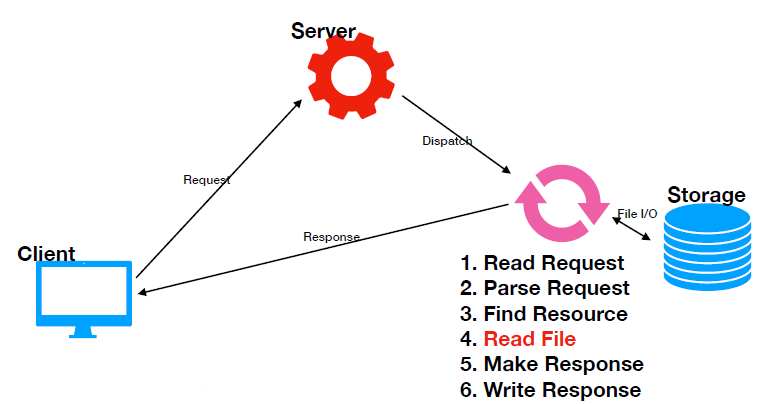 Server
Dispatch
Request
Storage
File I/O
Response
Client
1. Read Request
2. Parse Request
3. Find Resource
4. Read File
5. Make Response
6. Write Response